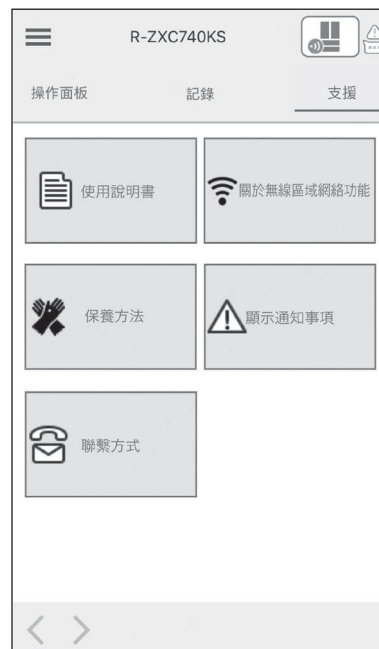 R-ZXC740KS
操作面板 記錄 支援
使用說明書 關於無線區域網絡功能
保養方法 顯示通知事項
聯繫方式